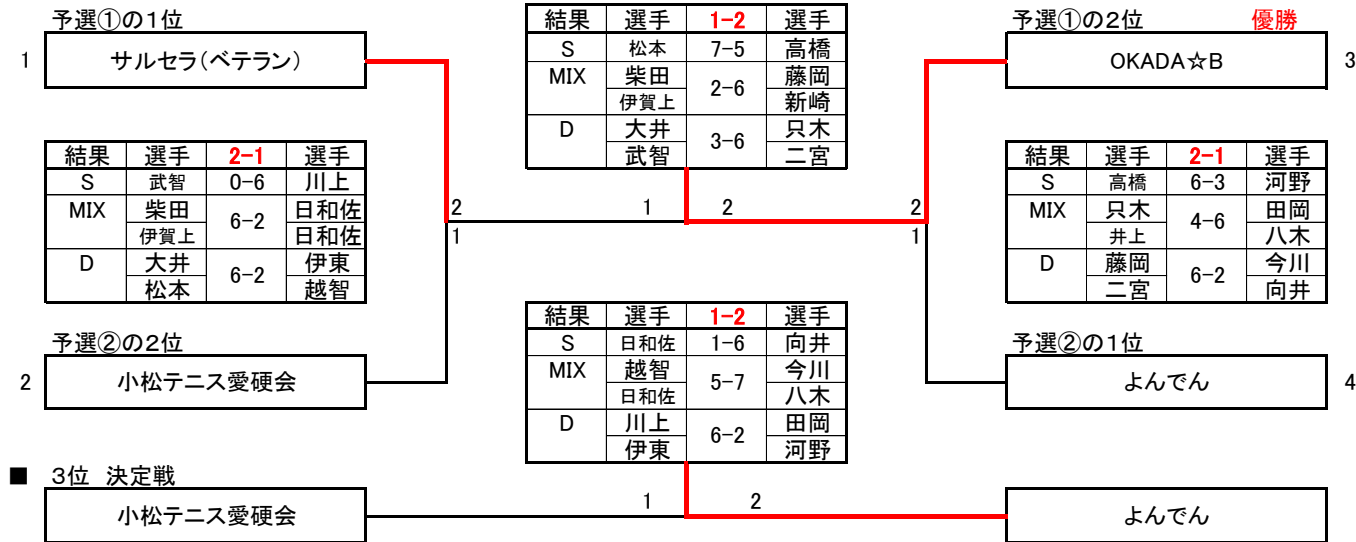 予選①の1位
1 サルセラ(ベテラン)
結果 選手 1-2 選手
S 松本 7-5 高橋
MIX 柴田 2-6 藤岡
伊賀上 新崎
D 大井 3-6 只木
武智 二宮
予選①の2位 優勝
OKADA☆B 3
結果 選手 2-1 選手
S 武智 0-6 川上
MIX 柴田 6-2 日和佐
伊賀上 日和佐
D 大井 6-2 伊東
松本 越智
2 1 2 2
1 1
結果 選手 2-1 選手
S 高橋 6-3 河野
MIX 只木 4-6 田岡
井上 八木
D 藤岡 6-2 今川
二宮 向井
予選②の2位
2 小松テニス愛硬会
結果 選手 1-2 選手
S 日和佐 1-6 向井
MIX 越智 5-7 今川
日和佐 八木
D 川上 6-2 田岡
伊東 河野
予選②の1位
よんでん 4
■ 3位 決定戦
小松テニス愛硬会 1 2 よんでん